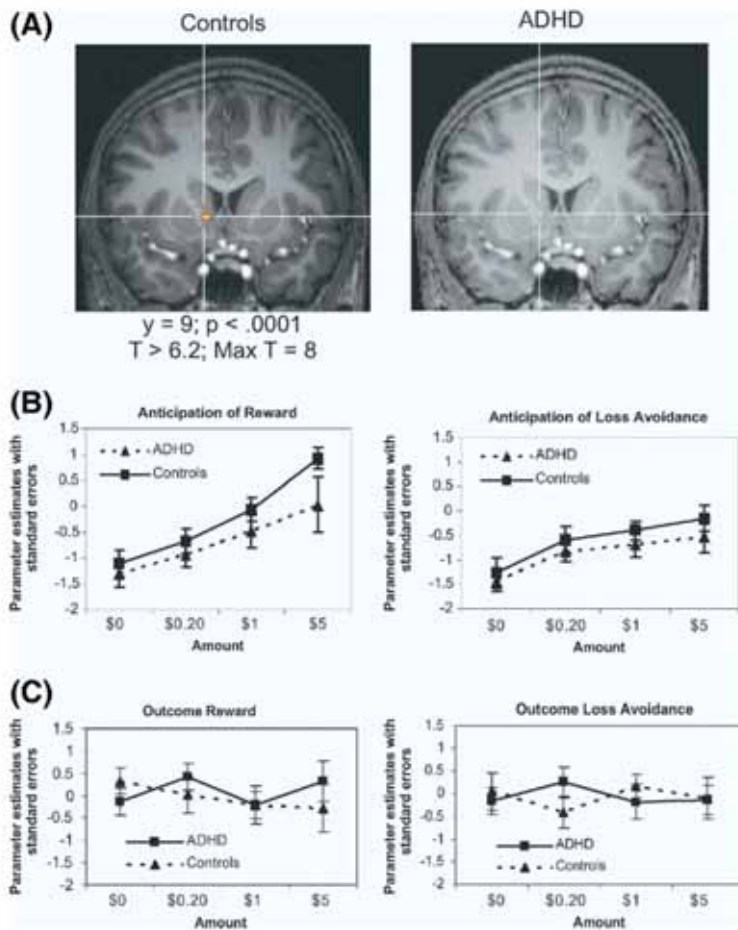 (A)
Controls
ADHD
y = 9; p < .0001
T > 6.2; Max T = 8
(B)
Anticipation of Reward
Parameter estimates with
standard errors
1.5
1
0.5
0
-0.5
-1
-1.5
-2
ADHD
Controls
$0
$0.20
$1
$5
Amount
Anticipation of Loss Avoidance
Parameter estimates with
standard errors
1.5
1
0.5
0
-0.5
-1
-1.5
-2
ADHD
Controls
$0
$0.20
$1
$5
Amount
(C)
Outcome Reward
Parameter estimates with
standard errors
1.5
1
0.5
0
-0.5
-1
-1.5
-2
ADHD
Controls
$0
$0.20
$1
$5
Amount
Outcome Loss Avoidance
Parameter estimates with
standard errors
1.5
1
0.5
0
-0.5
-1
-1.5
-2
ADHD
Controls
$0
$0.20
$1
$5
Amount